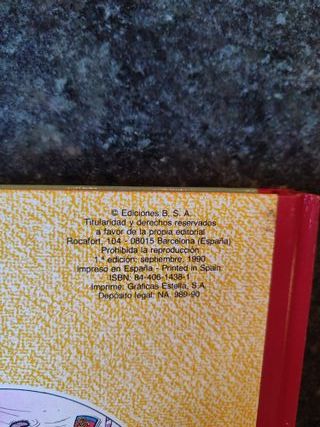 © Ediciones B, S. A.
Titularidad y derechos reservados
a favor de la propia editorial
Rocafort, 104 - 08015 Barcelona (España)
Prohibida la reproducción
1.ª edición: septiembre, 1990
Impreso en España - Printed in Spain
ISBN: 84-406-1438-1
Imprime: Gráficas Estella, S.A.
Depósito legal: NA. 989-90